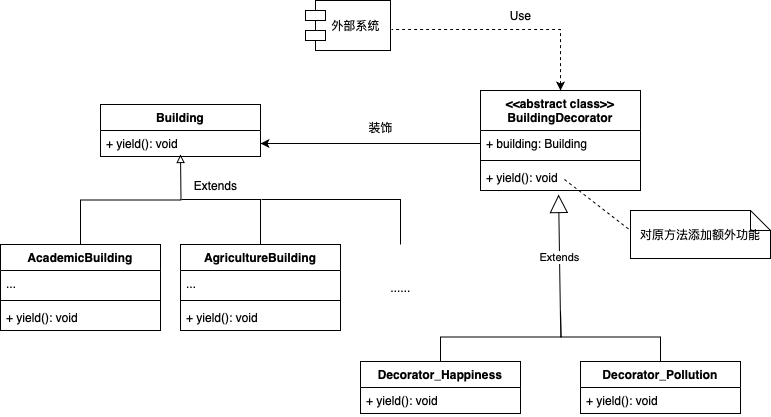 外部系统
Use
Building
+ yield(): void
装饰
<<abstract class>>
BuildingDecorator
+ building: Building
+ yield(): void
Extends
对原方法添加额外功能
AcademicBuilding
...
+ yield(): void
AgricultureBuilding
...
+ yield(): void
......
Extends
Decorator_Happiness
+ yield(): void
Decorator_Pollution
+ yield(): void